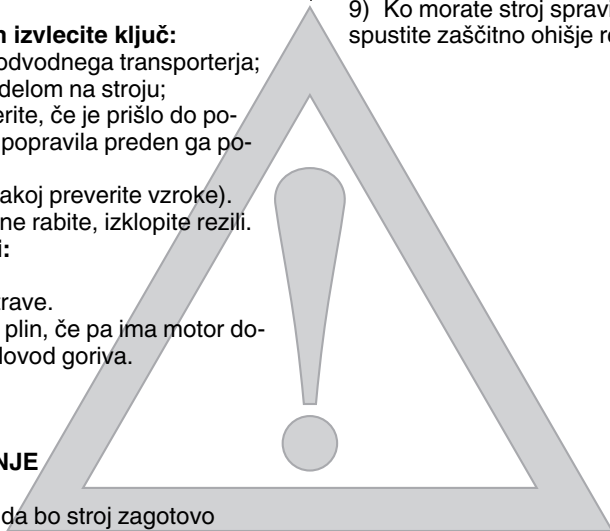 n izvlecite ključ:
odvodnega transporterja;
delom na stroju;
erite, če je prišlo do po-
popravila preden ga po-
akoj preverite vzroke).
ne rabite, izklopite rezili.
i:
trave.
plin, če pa ima motor do-
lovod goriva.
NJE
da bo stroj zagotovo
9) Ko morate stroj spravi
spustite zaščitno ohišje r